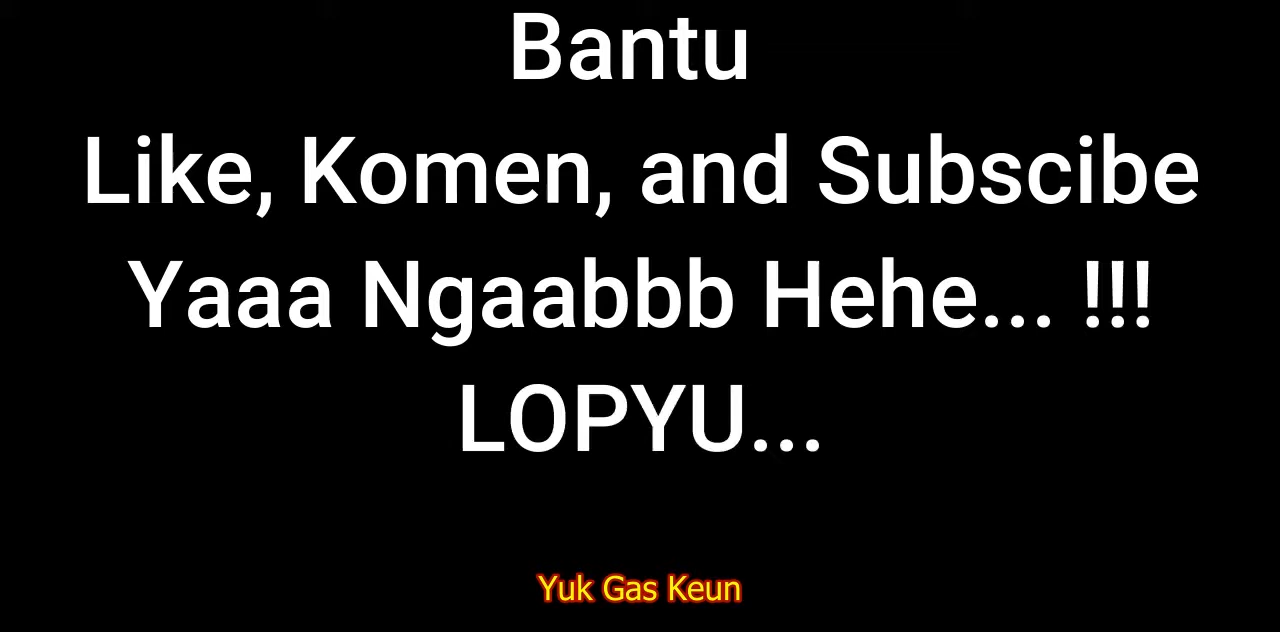 Bantu
Like, Komen, and Subscibe
Yaaa Ngaabbb Hehe... !!!
LOPYU...
Yuk Gas Keun